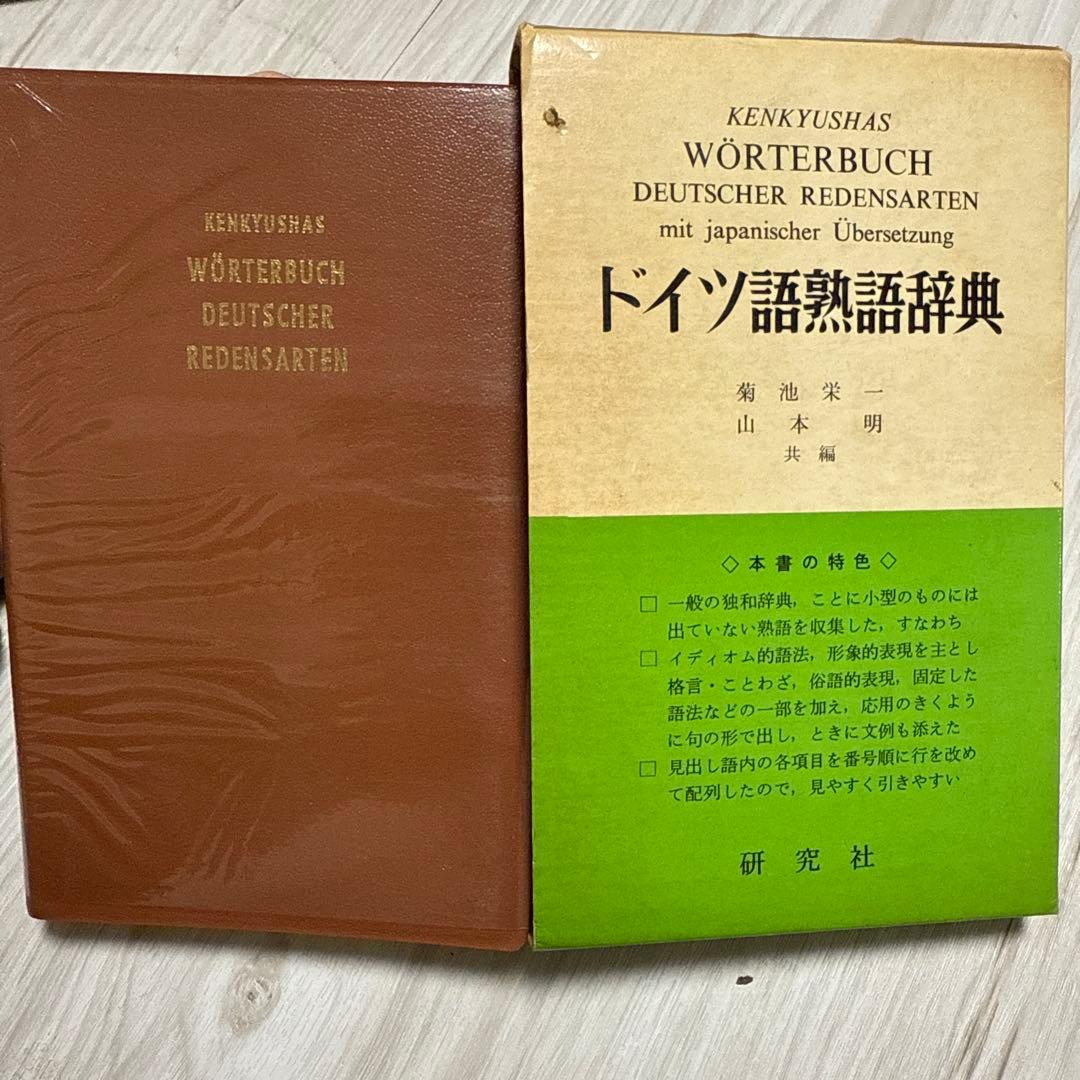 KENKYUSHAS
WÖRTERBUCH
DEUTSCHER
REDENSARTEN
KENKYUSHAS
WÖRTERBUCH
DEUTSCHER REDENSARTEN
mit japanischer Übersetzung
ドイツ語熟語辞典
菊池栄一
山本明
共編
◇本書の特色◇
□ 一般の独和辞典，ことに小型のものには
出ていない熟語を収集した，すなわち
□ イディオム的語法，形象的表現を主とし
格言・ことわざ，俗語的表現，固定した
語法などの一部を加え，応用のきくよう
に句の形で出し，ときに文例も添えた
□ 見出し語内の各項目を番号順に行を改め
て配列したので，見やすく引きやすい
研究社